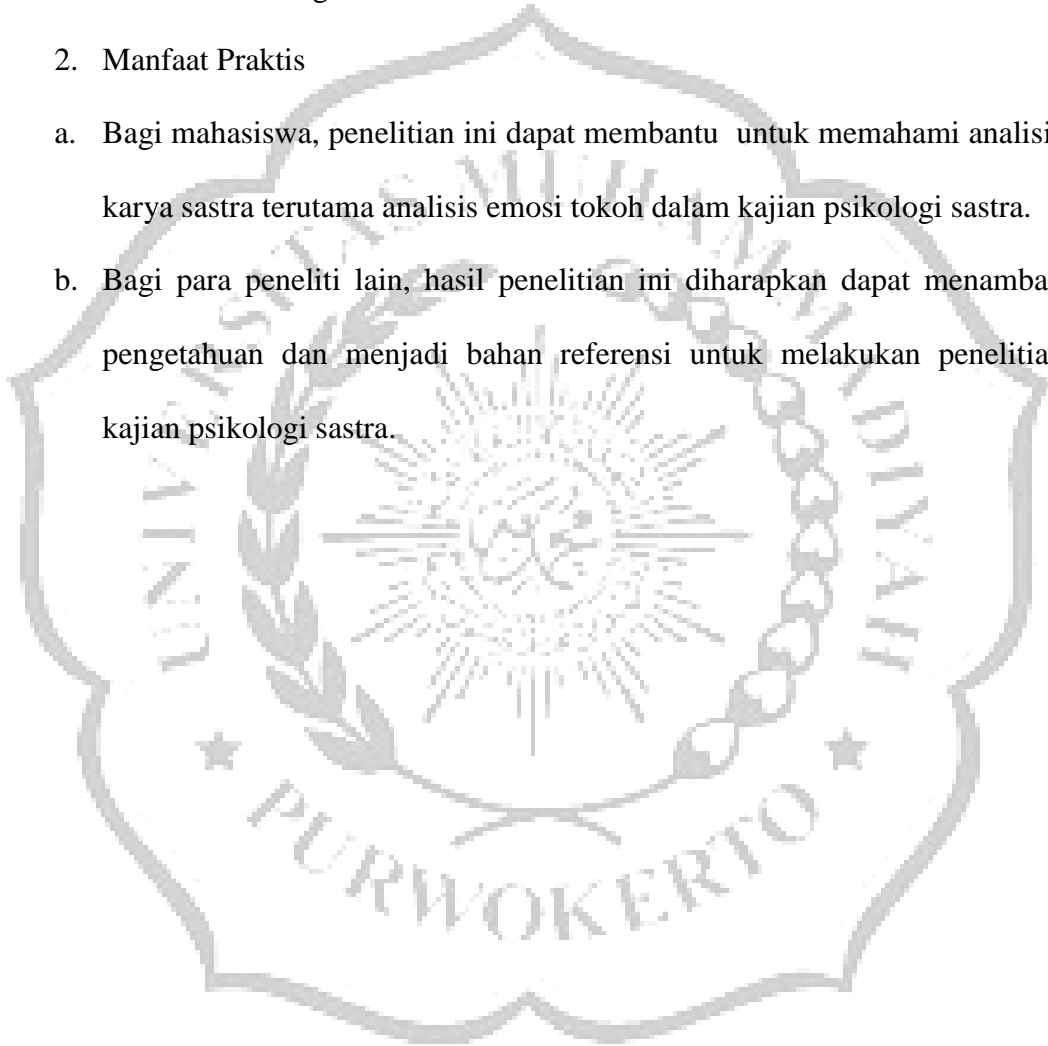 2. Manfaat Praktis
a. Bagi mahasiswa, penelitian ini dapat membantu untuk memahami analisi
karya sastra terutama analisis emosi tokoh dalam kajian psikologi sastra.
b. Bagi para peneliti lain, hasil penelitian ini diharapkan dapat menamba
pengetahuan dan menjadi bahan referensi untuk melakukan penelitia
kajian psikologi sastra.
UNIVERSITAS MUHAMMADIYAH
PURWOKERTO